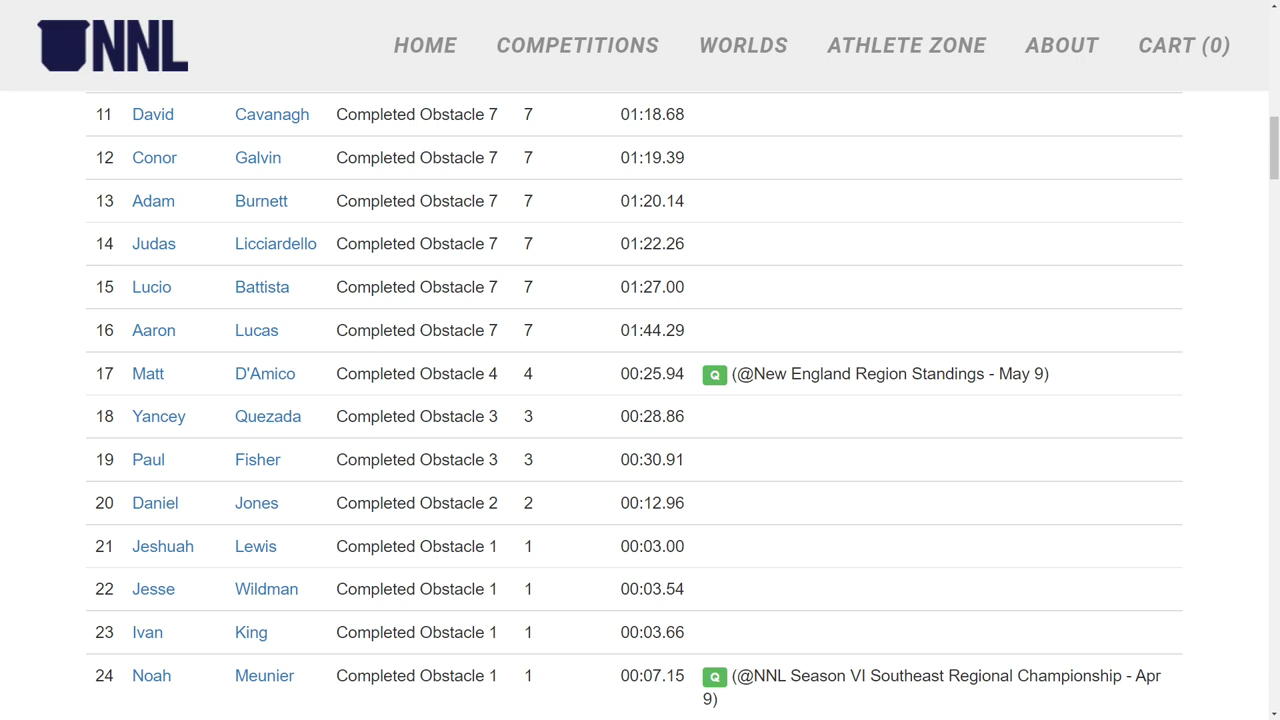 NNL HOME COMPETITIONS WORLDS ATHLETE ZONE ABOUT CART (0)
11 David Cavanagh Completed Obstacle 7 7 01:18.68
12 Conor Galvin Completed Obstacle 7 7 01:19.39
13 Adam Burnett Completed Obstacle 7 7 01:20.14
14 Judas Licciardello Completed Obstacle 7 7 01:22.26
15 Lucio Battista Completed Obstacle 7 7 01:27.00
16 Aaron Lucas Completed Obstacle 7 7 01:44.29
17 Matt D'Amico Completed Obstacle 4 4 00:25.94 Q (@New England Region Standings - May 9)
18 Yancey Quezada Completed Obstacle 3 3 00:28.86
19 Paul Fisher Completed Obstacle 3 3 00:30.91
20 Daniel Jones Completed Obstacle 2 2 00:12.96
21 Jeshuah Lewis Completed Obstacle 1 1 00:03.00
22 Jesse Wildman Completed Obstacle 1 1 00:03.54
23 Ivan King Completed Obstacle 1 1 00:03.66
24 Noah Meunier Completed Obstacle 1 1 00:07.15 Q (@NNL Season VI Southeast Regional Championship - Apr
9)